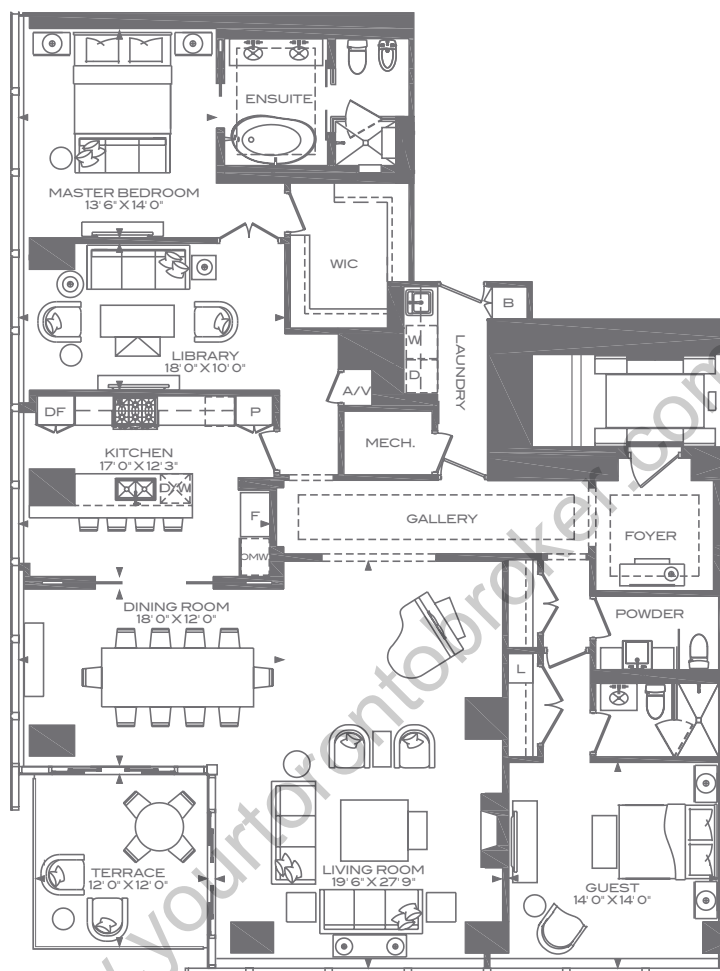 ENSUITE
MASTER BEDROOM
13' 6" X 14' 0"
WIC
B
W
D
LAUNDRY
LIBRARY
18' 0" X 10' 0"
A/V
DF
P
MECH.
KITCHEN
17' 0" X 12' 3"
D/W
F
OMW
GALLERY
FOYER
DINING ROOM
18' 0" X 12' 0"
POWDER
L
TERRACE
12' 0" X 12' 0"
LIVING ROOM
19' 6" X 27' 9"
GUEST
14' 0" X 14' 0"
w.yourtorontobroker.com